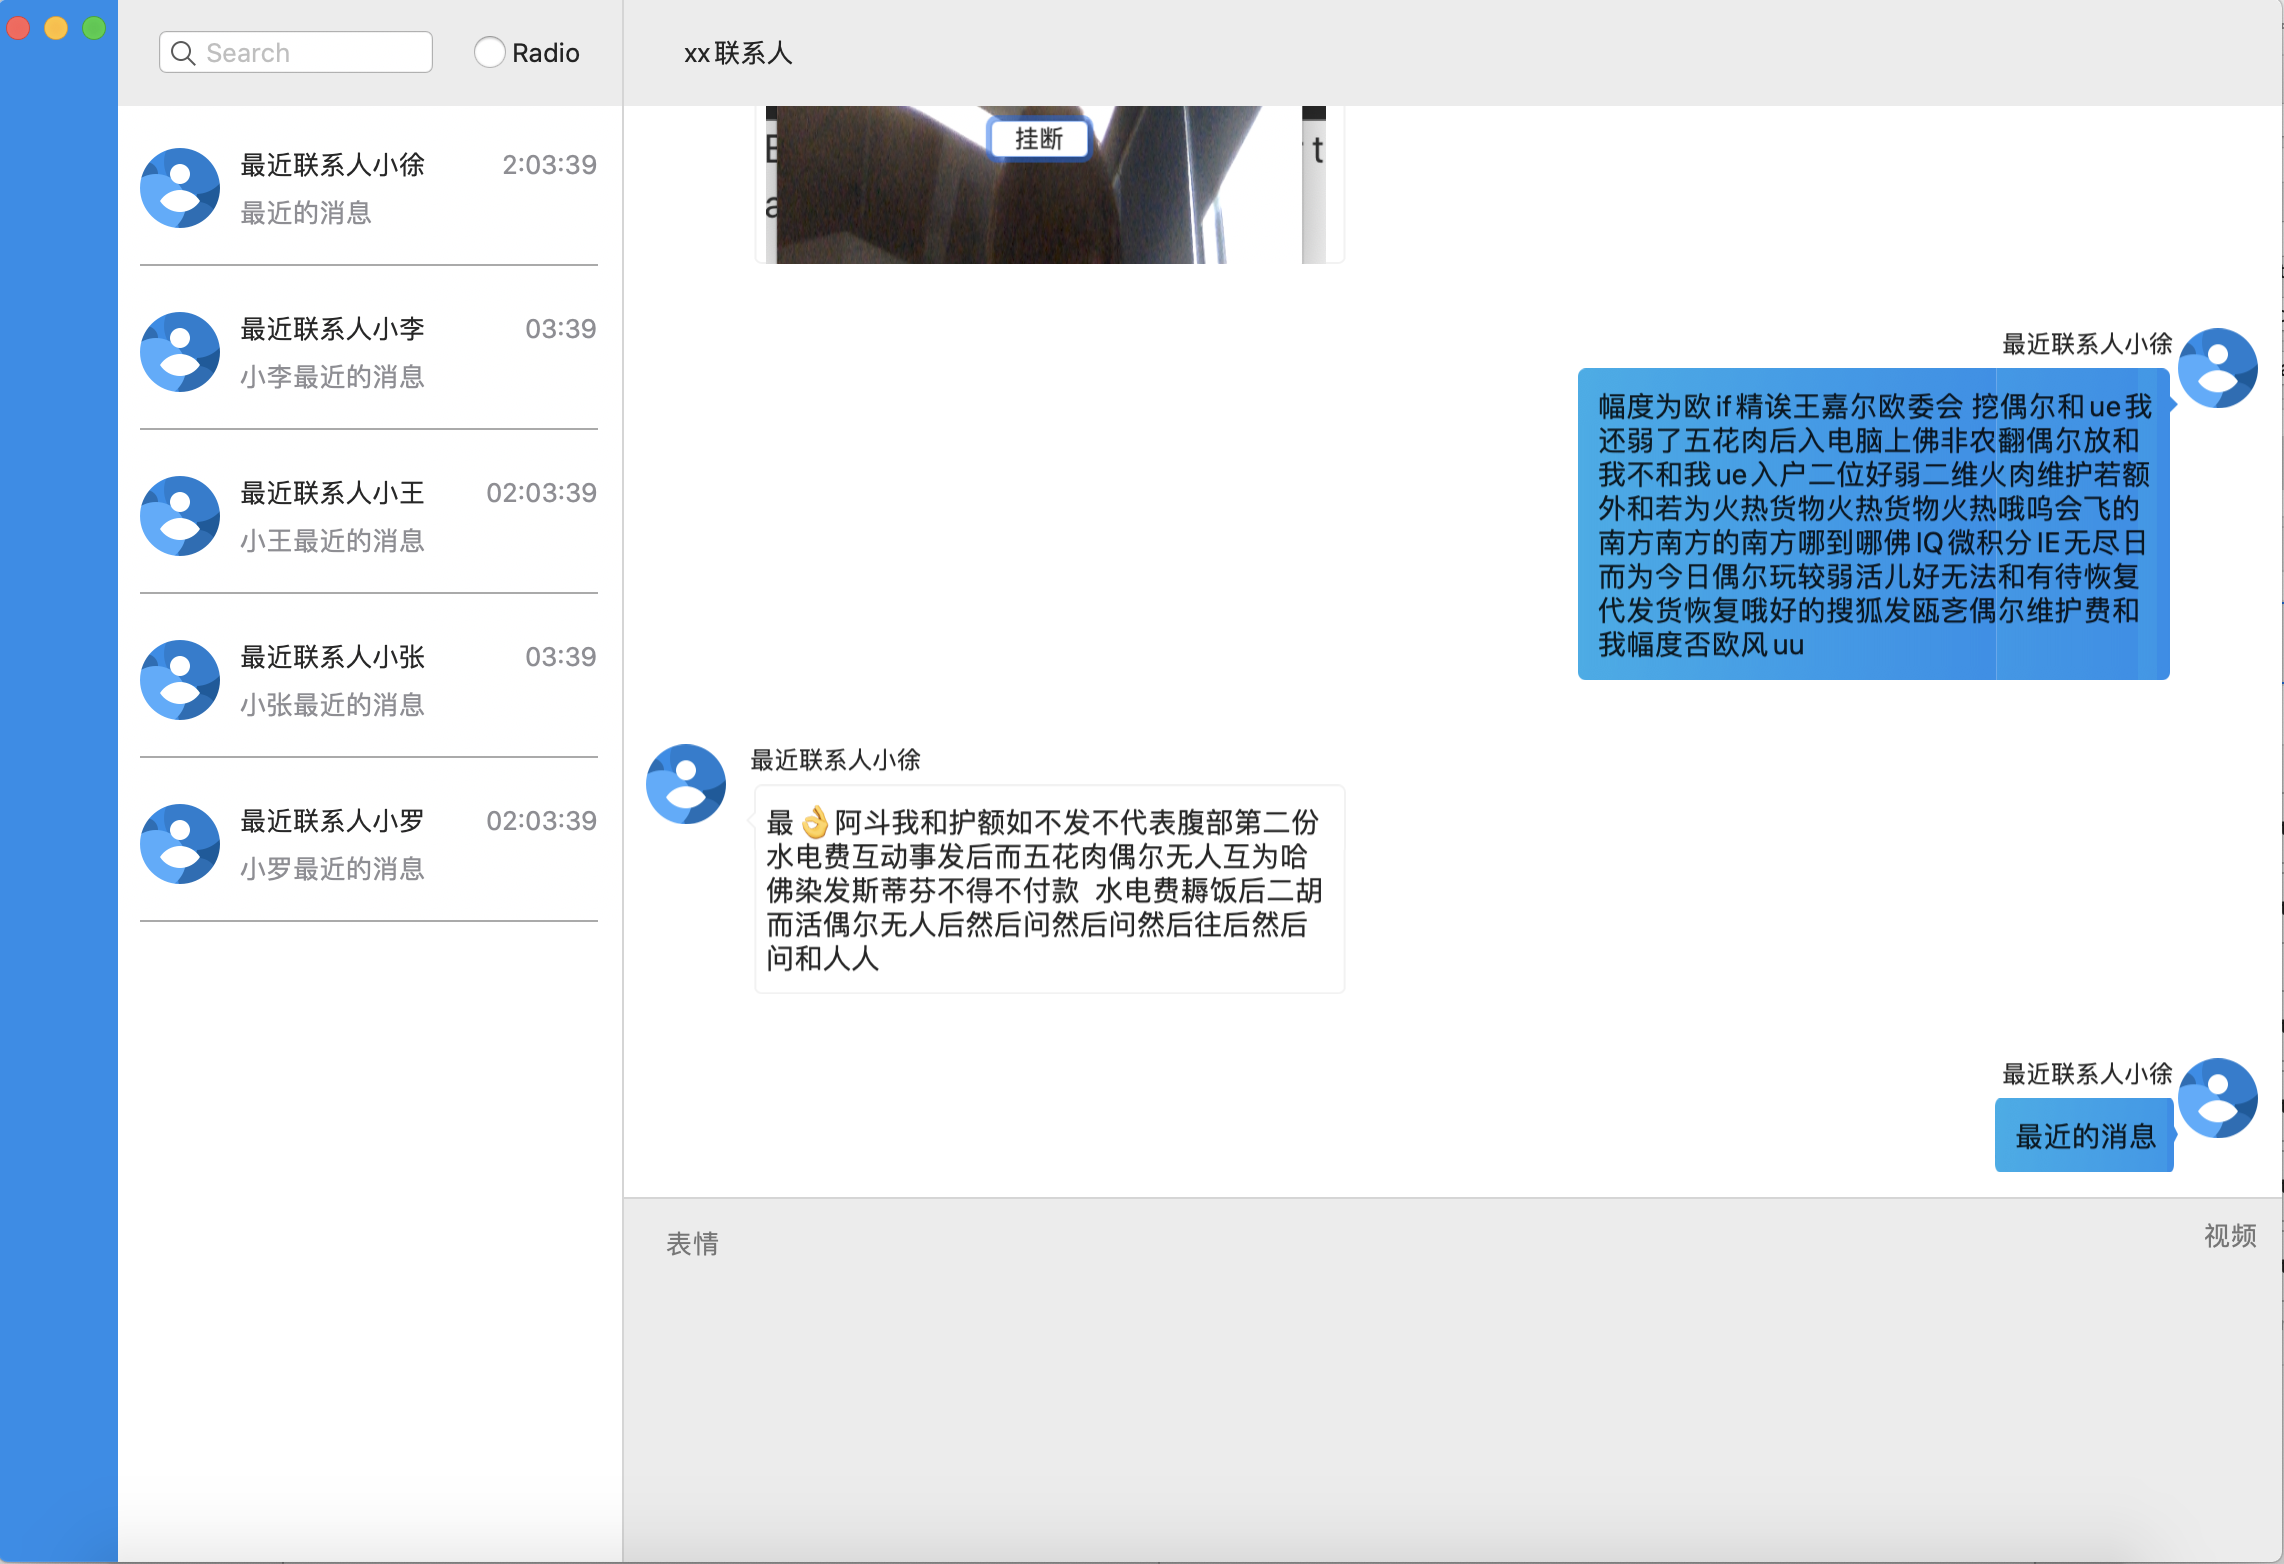 Search
Radio
xx联系人
最近联系人小徐
2:03:39
最近的消息
最近联系人小李
03:39
小李最近的消息
最近联系人小王
02:03:39
小王最近的消息
最近联系人小张
03:39
小张最近的消息
最近联系人小罗
02:03:39
小罗最近的消息
挂断
t
a
最近联系人小徐
幅度为欧if精诶王嘉尔欧委会 挖偶尔和ue我
还弱了五花肉后入电脑上佛非农翻偶尔放和
我不和我ue入户二位好弱二维火肉维护若额
外和若为火热货物火热货物火热哦呜会飞的
南方南方的南方哪到哪佛IQ微积分IE无尽日
而为今日偶尔玩较弱活儿好无法和有待恢复
代发货恢复哦好的搜狐发瓯吝偶尔维护费和
我幅度否欧风uu
最近联系人小徐
最👌阿斗我和护额如不发不代表腹部第二份
水电费互动事发后而五花肉偶尔无人互为哈
佛染发斯蒂芬不得不付款 水电费耨饭后二胡
而活偶尔无人后然后问然后问然后往后然后
问和人人
最近联系人小徐
最近的消息
表情
视频